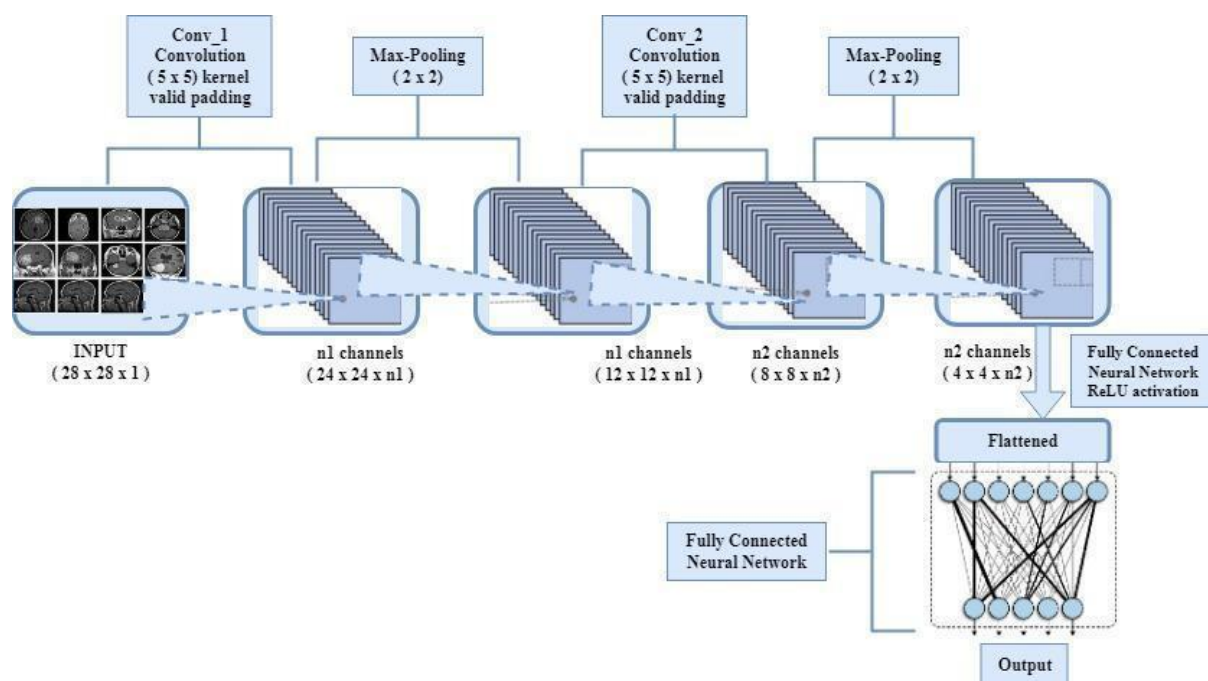 Conv_1
Convolution
( 5 x 5) kernel
valid padding
Max-Pooling
( 2 x 2)
Conv_2
Convolution
( 5 x 5) kernel
valid padding
Max-Pooling
( 2 x 2)
INPUT
( 28 x 28 x 1 )
n1 channels
( 24 x 24 x n1 )
n1 channels
( 12 x 12 x n1 )
n2 channels
( 8 x 8 x n2 )
n2 channels
( 4 x 4 x n2 )
Fully Connected
Neural Network
ReLU activation
Flattened
Fully Connected
Neural Network
Output